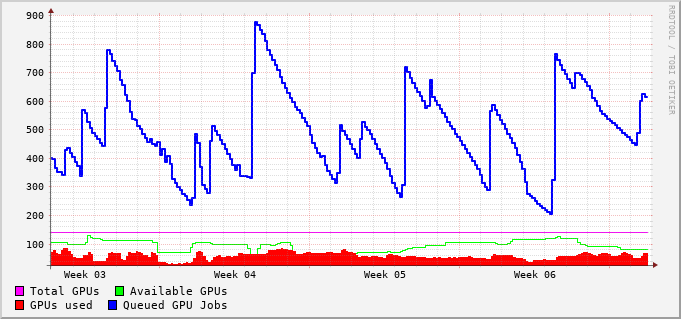 900
800
700
600
500
400
300
200
100
Week 03 Week 04 Week 05 Week 06
Total GPUs Available GPUs
GPUs used Queued GPU Jobs
RRDTOOL / TOBI OETIKER